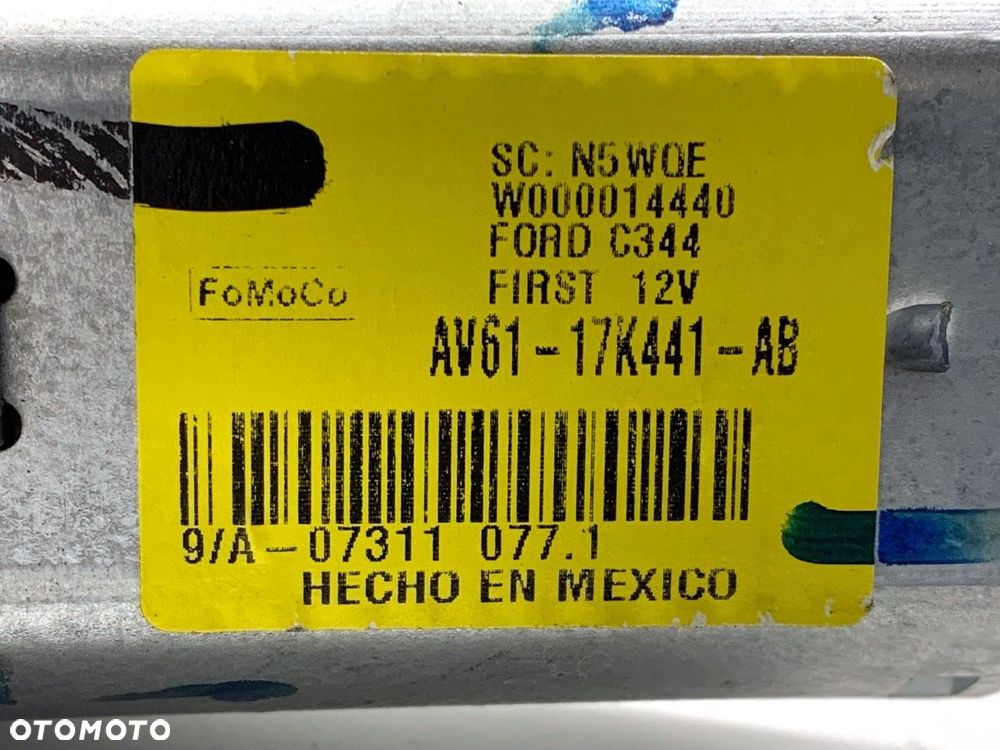 SC: N5WQE
W000014440
FORD C344
FoMoCo
FIRST 12V
AV61-17K441-AB
9/A-07311 077.1
HECHO EN MEXICO
OTOMOTO